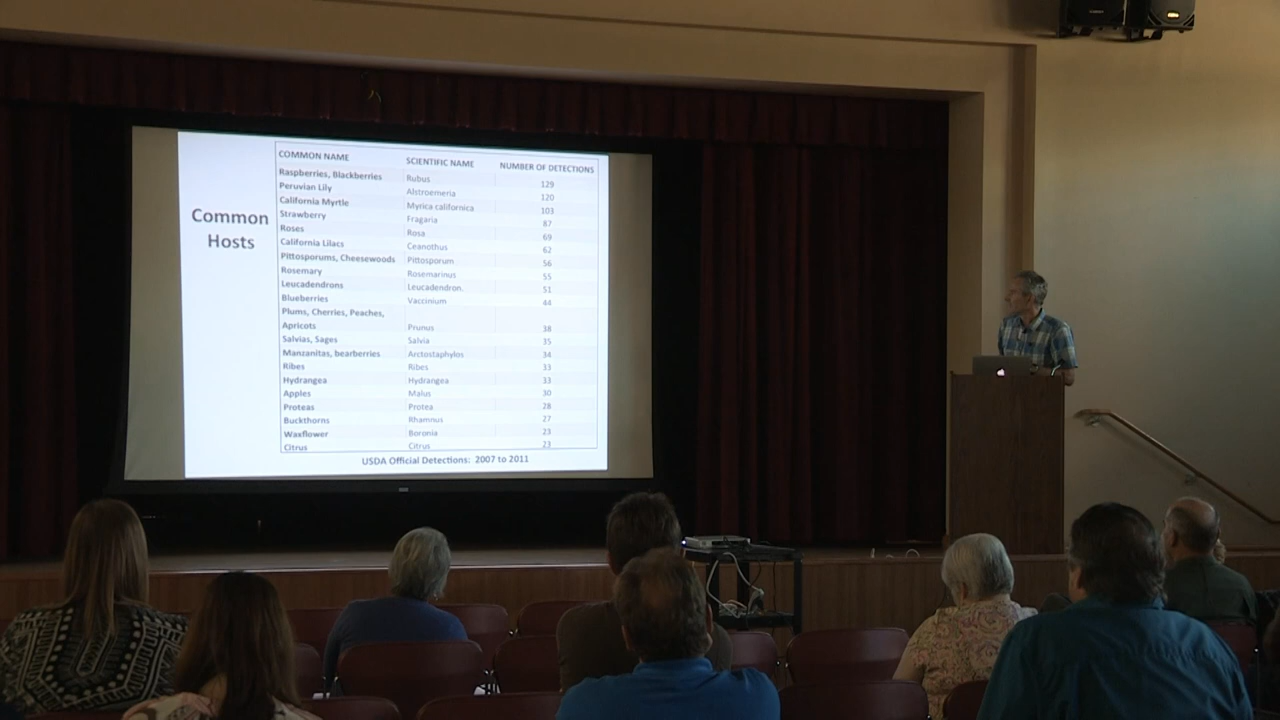 Common
Hosts
COMMON NAME SCIENTIFIC NAME NUMBER OF DETECTIONS
Raspberries, Blackberries Rubus 129
Peruvian Lily Alstroemeria 120
California Myrtle Myrica californica 103
Strawberry Fragaria 87
Roses Rosa 69
California Lilacs Ceanothus 62
Pittosporums, Cheesewoods Pittosporum 56
Rosemary Rosemarinus 55
Leucadendrons Leucadendron. 51
Blueberries Vaccinium 44
Plums, Cherries, Peaches,
Apricots Prunus 38
Salvias, Sages Salvia 35
Manzanitas, bearberries Arctostaphylos 34
Ribes Ribes 33
Hydrangea Hydrangea 33
Apples Malus 30
Proteas Protea 28
Buckthorns Rhamnus 27
Waxflower Boronia 23
Citrus Citrus 23
USDA Official Detections: 2007 to 2011